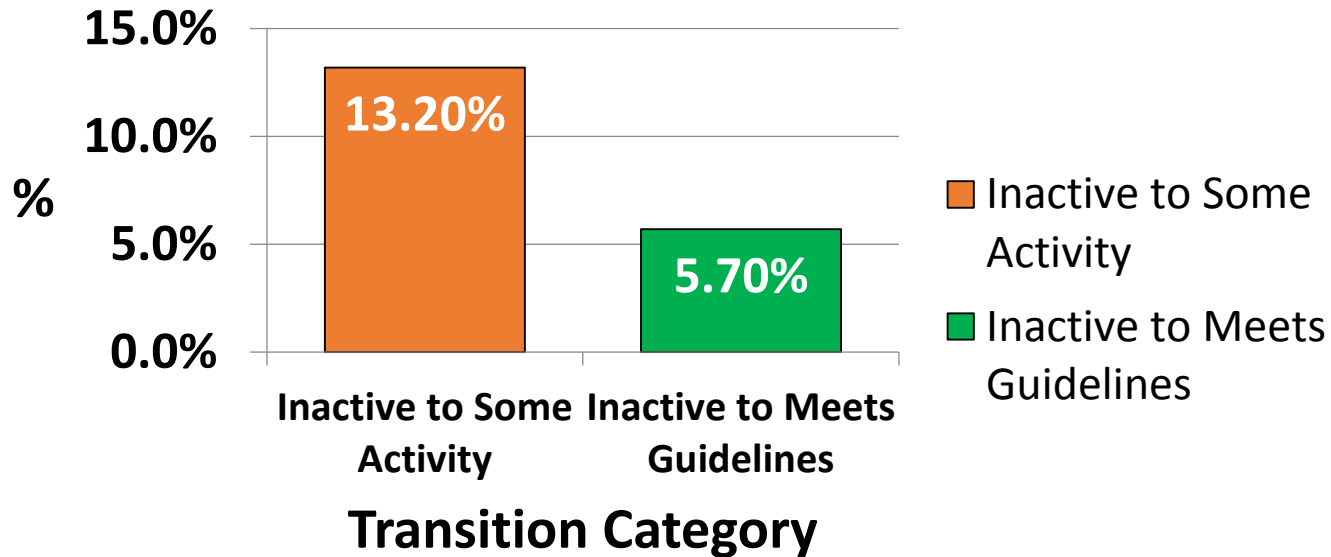 15.0%
10.0%
5.0%
0.0%
%
13.20%
5.70%
Inactive to Some
Activity
Inactive to Meets
Guidelines
Transition Category
Inactive to Some
Activity
Inactive to Meets
Guidelines